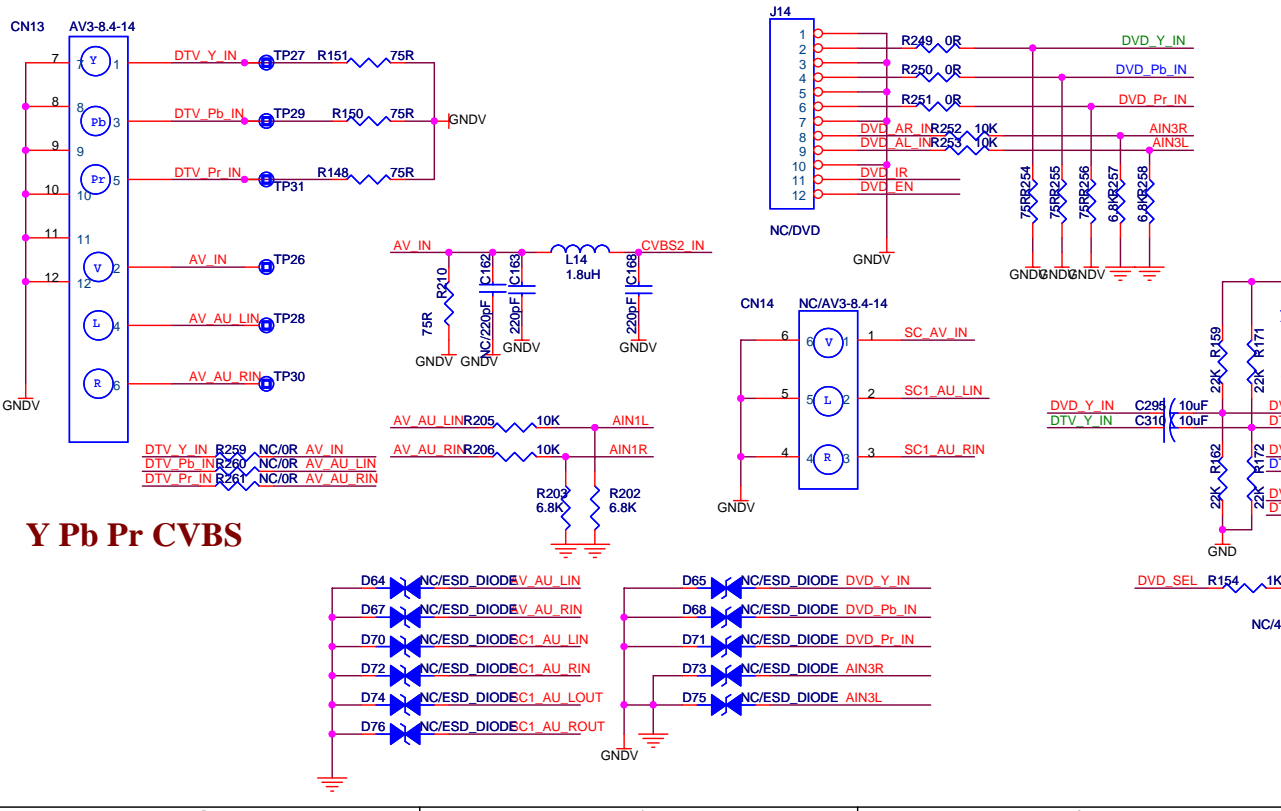 CN13 AV3-8.4-14
7 7 Y 1 DTV_Y_IN TP27 R151 75R
8 8 Pb 3 DTV_Pb_IN TP29 R150 75R GNDV
9 9
Pr 5 DTV_Pr_IN TP31 R148 75R
10 10
11 11
V 2 AV_IN TP26
12 12
L 4 AV_AU_LIN TP28
R 6 AV_AU_RIN TP30
GNDV
DTV_Y_IN R259 NC/0R AV_IN
DTV_Pb_IN R260 NC/0R AV_AU_LIN
DTV_Pr_IN R261 NC/0R AV_AU_RIN
Y Pb Pr CVBS
AV_IN L14 1.8uH CVBS2_IN
R210 75R
C162 NC/220pF
C163 220pF
C168 220pF
GNDV GNDV GNDV GNDV
AV_AU_LIN R205 10K AIN1L
AV_AU_RIN R206 10K AIN1R
R203 6.8K
R202 6.8K
J14
1
2 R249 0R DVD_Y_IN
3
4 R250 0R DVD_Pb_IN
5
6 R251 0R DVD_Pr_IN
7
8 DVD_AR_IN R252 10K AIN3R
9 DVD_AL_IN R253 10K AIN3L
10
11 DVD_IR
12 DVD_EN
NC/DVD
GNDV
75R R254
75R R255
75R R256
6.8K R257
6.8K R258
GNDV GNDV GNDV
CN14 NC/AV3-8.4-14
6 6 V 1 1 SC_AV_IN
5 5 L 2 2 SC1_AU_LIN
4 4 R 3 3 SC1_AU_RIN
GNDV
22K R159
22K R171
DVD_Y_IN C295 10uF
DTV_Y_IN C310 10uF
22K R162
22K R172
GND
DVD_SEL R154 1K
NC/4
D64 NC/ESD_DIODE AV_AU_LIN
D67 NC/ESD_DIODE AV_AU_RIN
D70 NC/ESD_DIODE SC1_AU_LIN
D72 NC/ESD_DIODE SC1_AU_RIN
D74 NC/ESD_DIODE SC1_AU_LOUT
D76 NC/ESD_DIODE SC1_AU_ROUT
D65 NC/ESD_DIODE DVD_Y_IN
D68 NC/ESD_DIODE DVD_Pb_IN
D71 NC/ESD_DIODE DVD_Pr_IN
D73 NC/ESD_DIODE AIN3R
D75 NC/ESD_DIODE AIN3L
GNDV